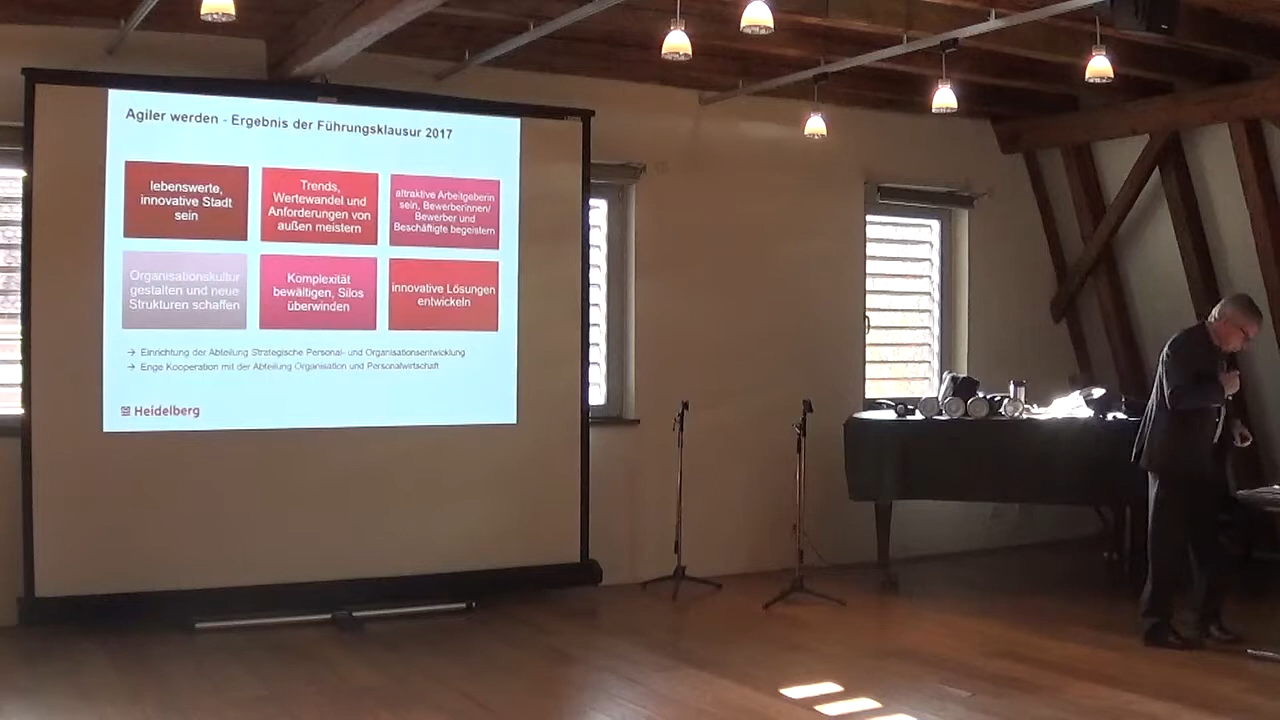 Agiler werden - Ergebnis der Führungsklausur 2017
lebenswerte,
innovative Stadt
sein
Trends,
Wertewandel und
Anforderungen von
außen meistern
attraktive Arbeitgeberin
sein, Bewerberinnen/
Bewerber und
Beschäftigte begeistern
Organisationskultur
gestalten und neue
Strukturen schaffen
Komplexität
bewältigen, Silos
überwinden
innovative Lösungen
entwickeln
→ Einrichtung der Abteilung Strategische Personal- und Organisationsentwicklung
→ Enge Kooperation mit der Abteilung Organisation und Personalwirtschaft
Heidelberg